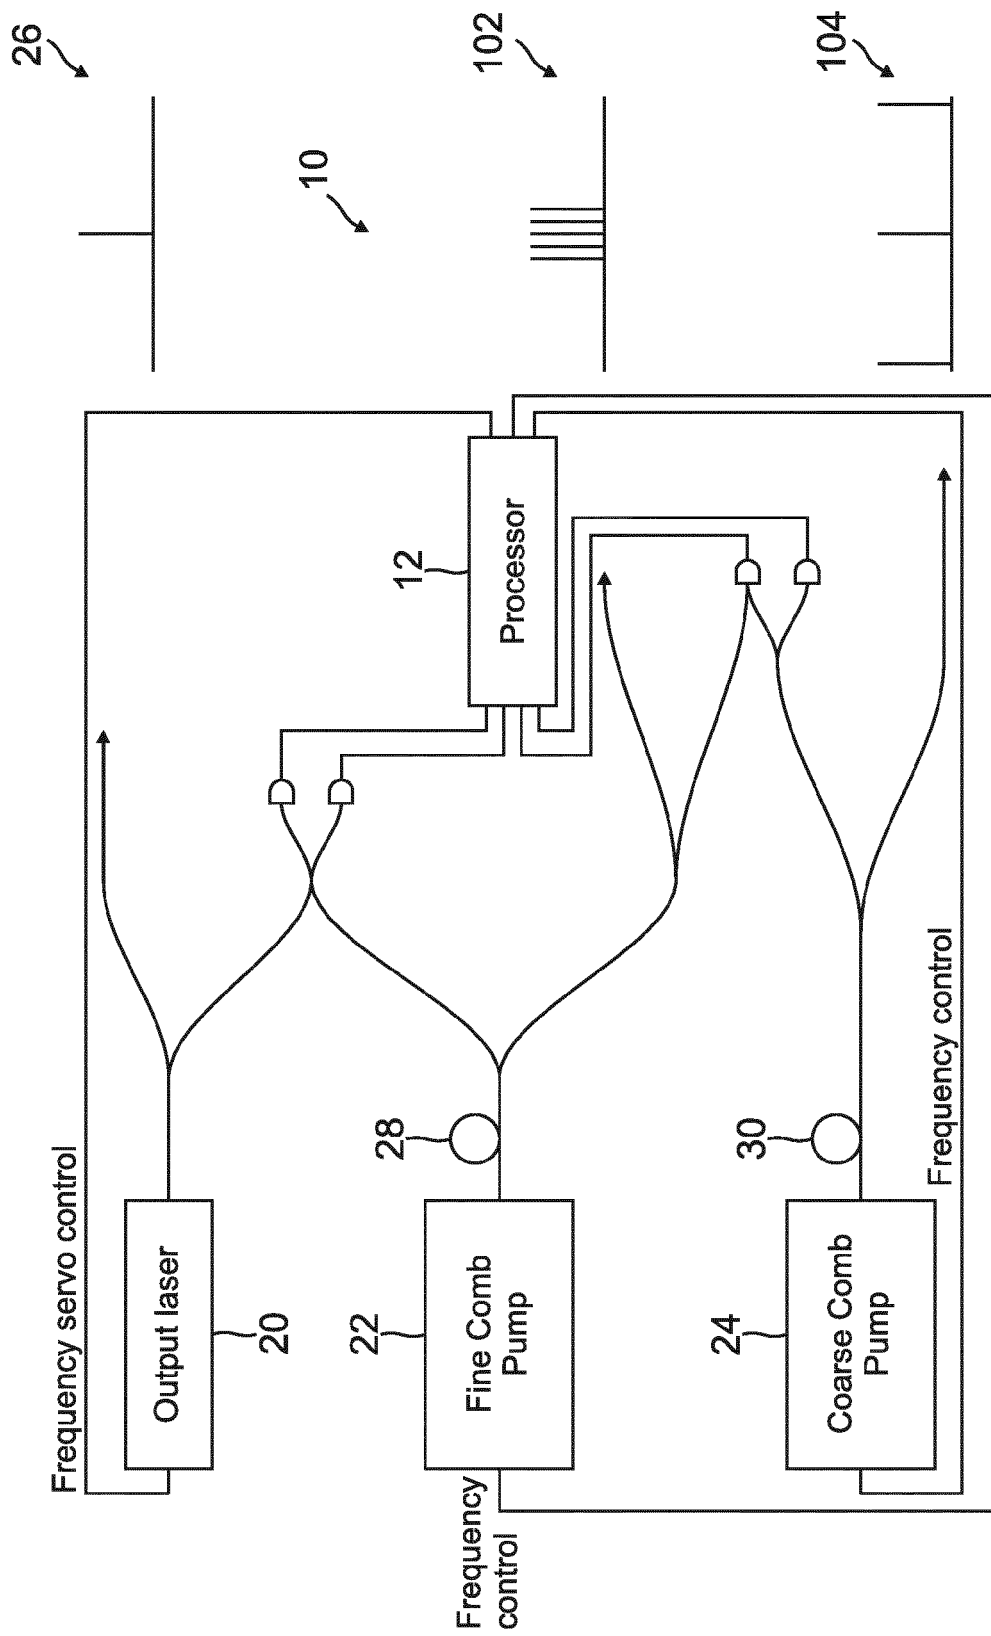 26
102
104
10
Frequency servo control
Output laser
20
12
Processor
28
22
Fine Comb
Pump
Frequency
control
30
24
Coarse Comb
Pump
Frequency control